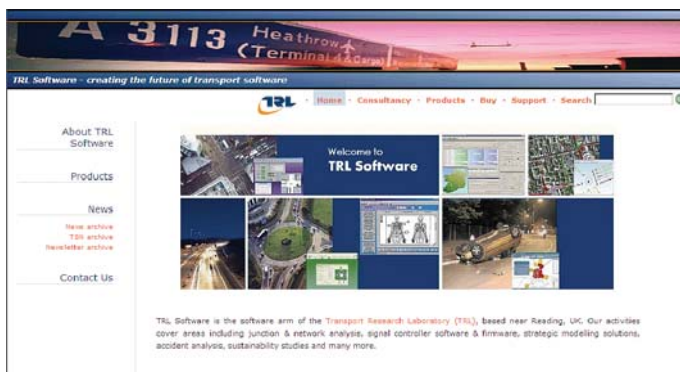 A 3113 Heathrow
(Terminal 4 & Cargo)
TRL Software - creating the future of transport software
TRL · Home · Consultancy · Products · Buy · Support · Search
About TRL
Software
Products
News
News archive
TSN archive
Newsletter archive
Contact Us
Welcome to
TRL Software
TRL Software is the software arm of the Transport Research Laboratory (TRL), based near Reading, UK. Our activities
cover areas including junction & network analysis, signal controller software & firmware, strategic modelling solutions,
accident analysis, sustainability studies and many more.